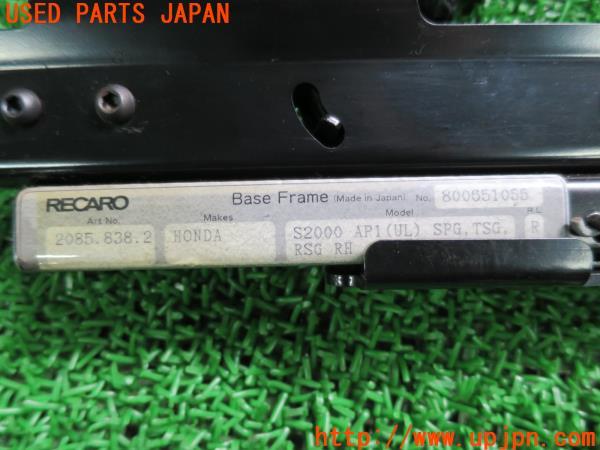 USED PARTS JAPAN
RECARO
Base Frame (Made in Japan) No. 800651055
Art No. Makes Model R.L
2085.838.2 HONDA S2000 AP1(UL) SPG,TSG, R
RSG RH
http://www.upjpn.com/